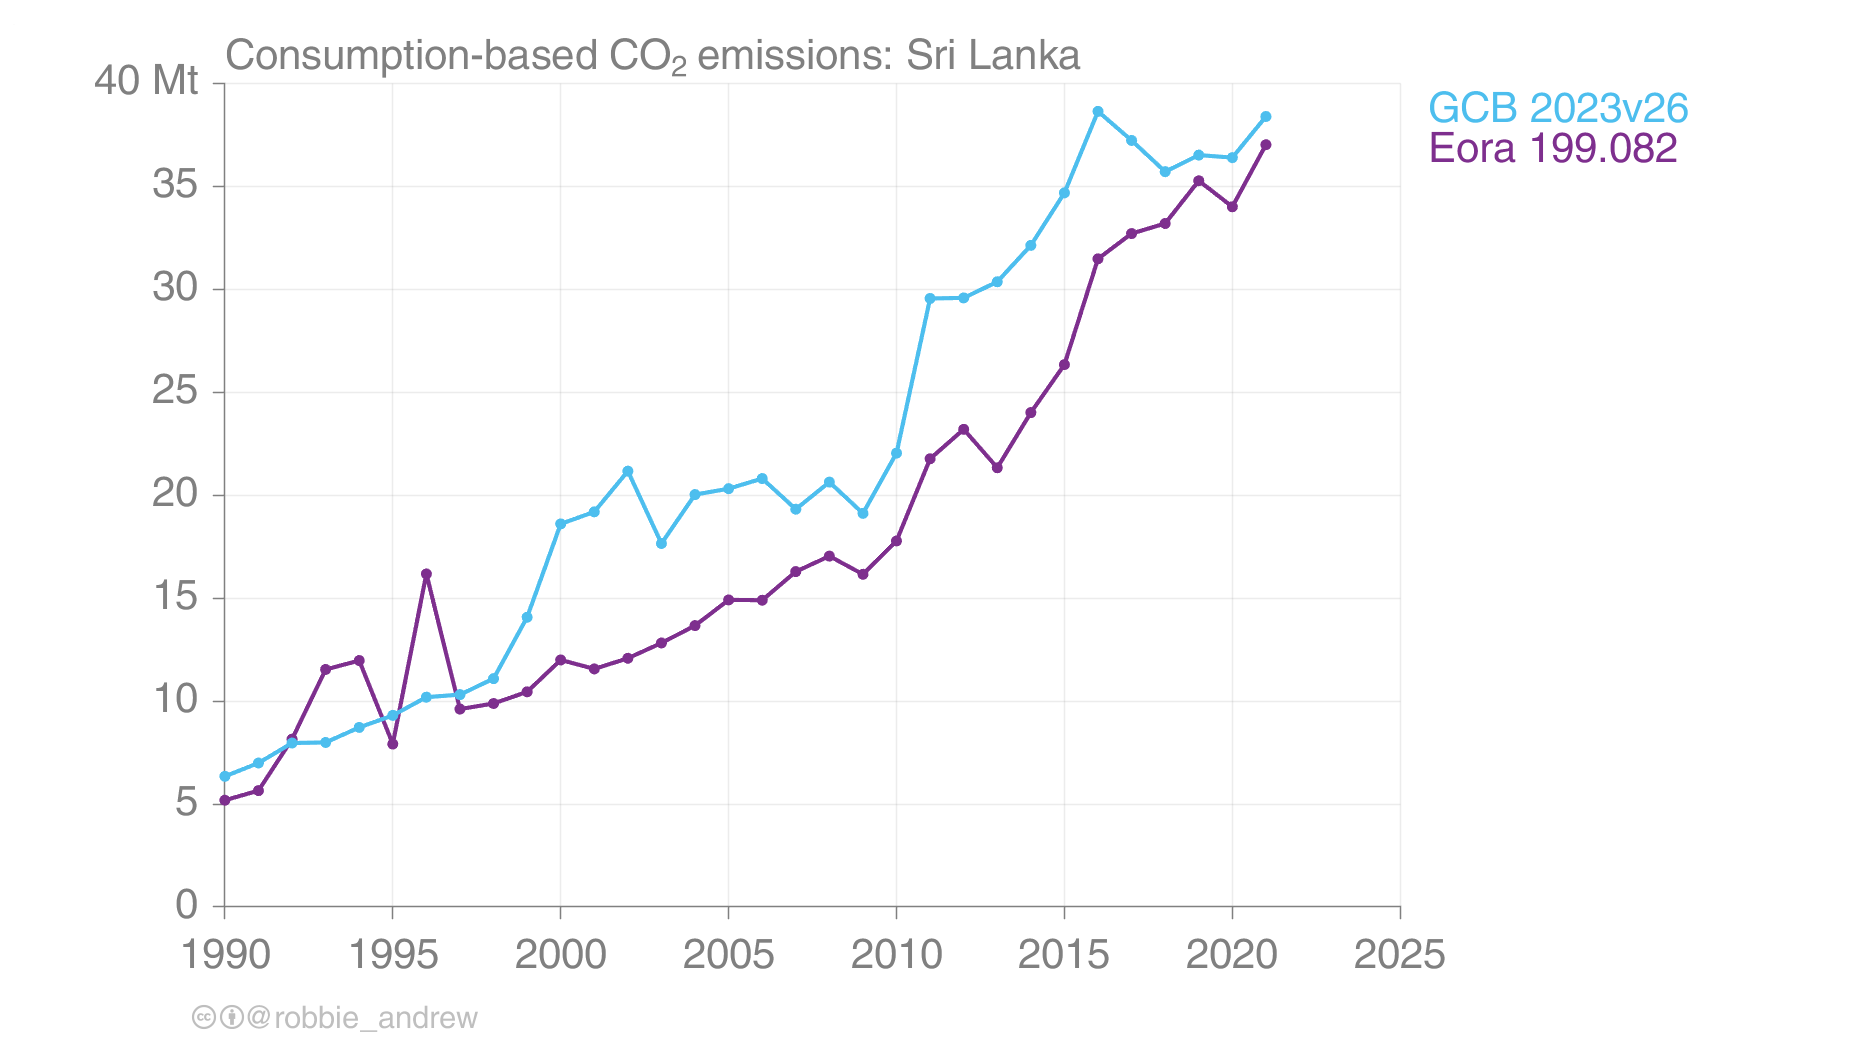 Consumption-based CO₂ emissions: Sri Lanka
40 Mt
35
30
25
20
15
10
5
0
1990 1995 2000 2005 2010 2015 2020 2025
GCB 2023v26
Eora 199.082
cc @robbie_andrew